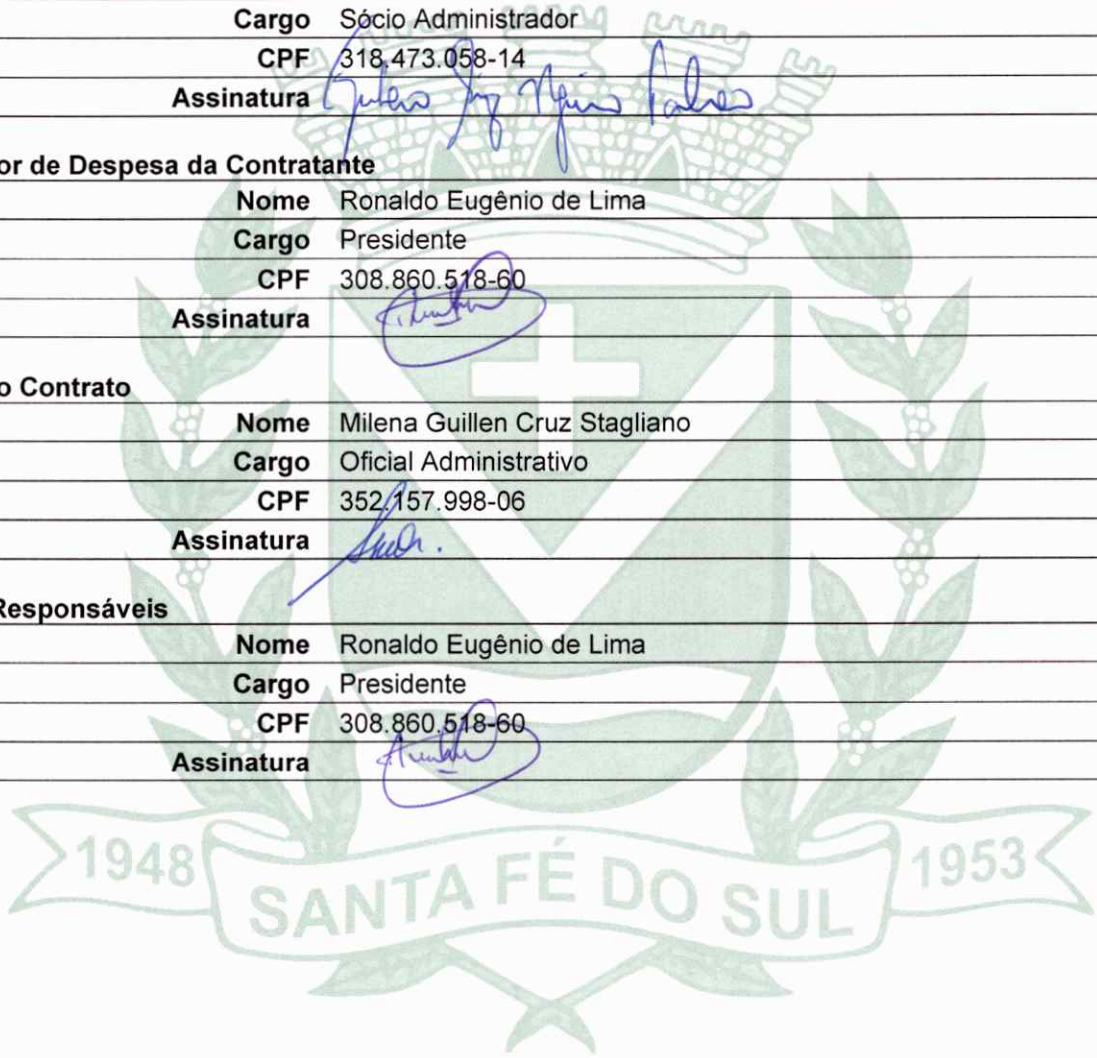 Cargo Sócio Administrador
CPF 318.473.058-14
Assinatura
or de Despesa da Contratante
Nome Ronaldo Eugênio de Lima
Cargo Presidente
CPF 308.860.518-60
Assinatura
o Contrato
Nome Milena Guillen Cruz Stagliano
Cargo Oficial Administrativo
CPF 352.157.998-06
Assinatura
Responsáveis
Nome Ronaldo Eugênio de Lima
Cargo Presidente
CPF 308.860.518-60
Assinatura
1948 SANTA FÉ DO SUL 1953